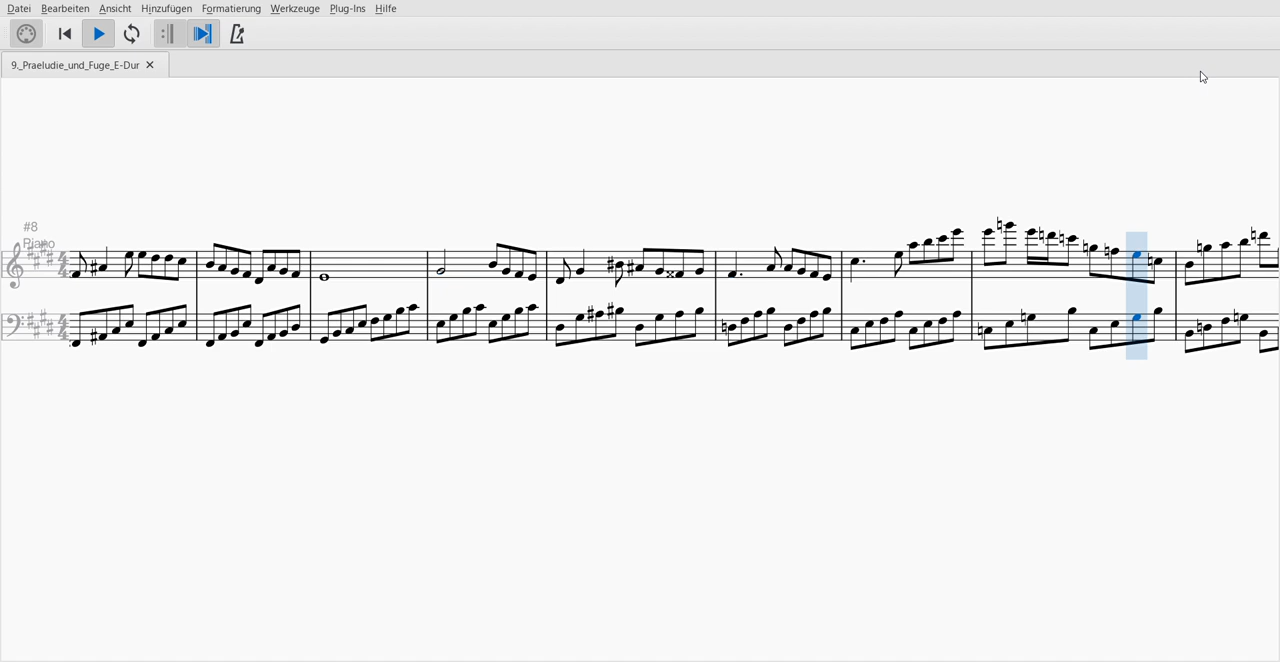 Datei Bearbeiten Ansicht Hinzufügen Formatierung Werkzeuge Plug-Ins Hilfe
9._Praeludie_und_Fuge_E-Dur
#8
Piano